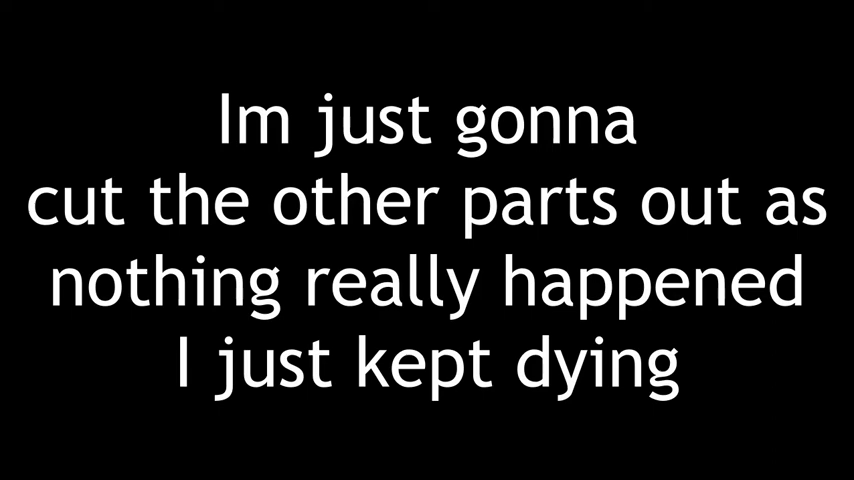 Im just gonna
cut the other parts out as
nothing really happened
I just kept dying